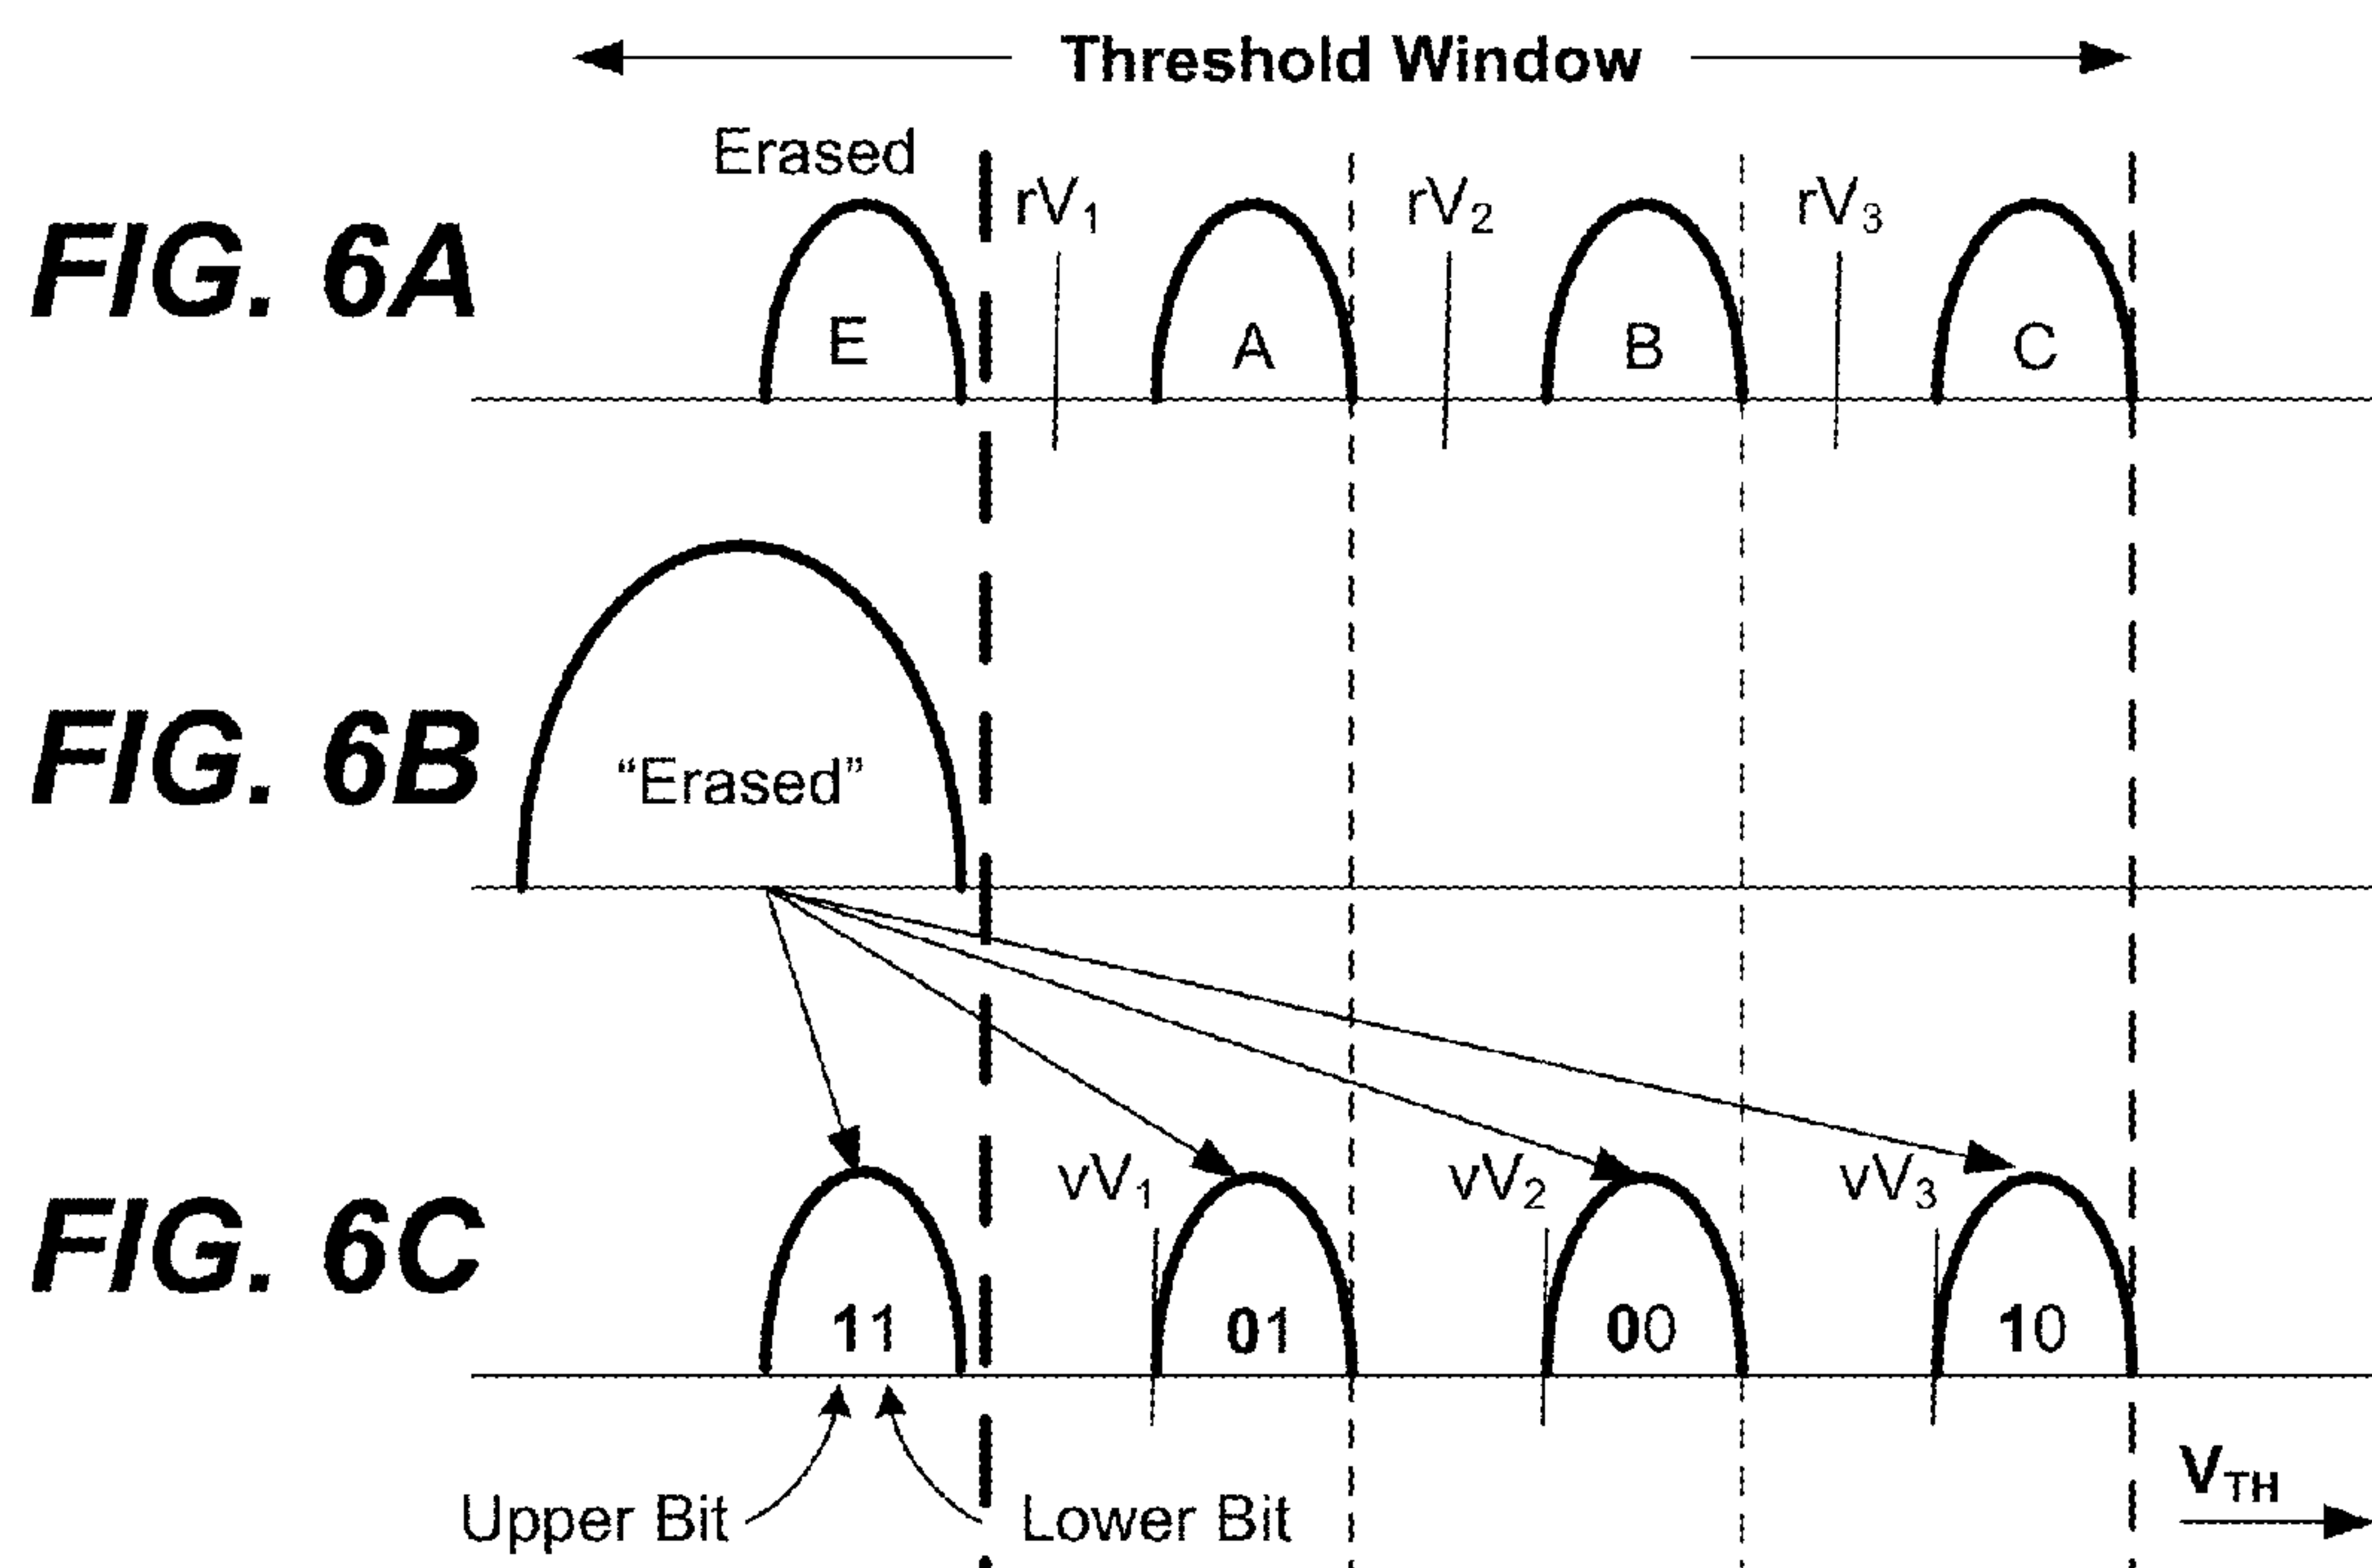 Threshold Window
Erased
rV₁ rV₂ rV₃
FIG. 6A
E A B C
FIG. 6B
“Erased”
vV₁ vV₂ vV₃
FIG. 6C
11 01 00 10
Upper Bit Lower Bit
V_TH